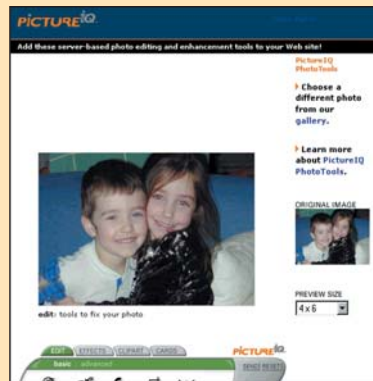 PICTUREIQ
Add these server-based photo editing and enhancement tools to your Web site!
PictureIQ
PhotoTools
Choose a
different photo
from our
gallery.
Learn more
about PictureIQ
PhotoTools.
ORIGINAL IMAGE
PREVIEW SIZE
4 x 6
edit: tools to fix your photo
EDIT
EFFECTS
CLIPART
CARDS
PICTUREIQ
basic
advanced